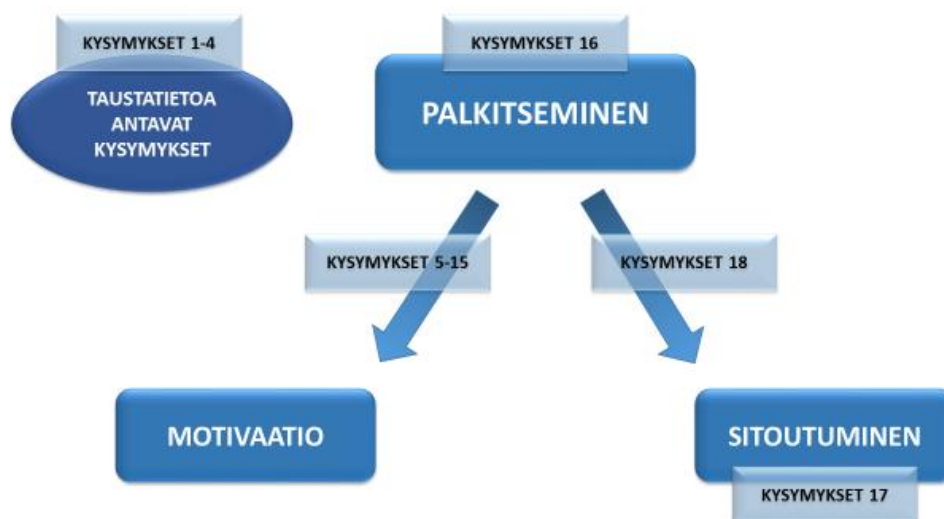 KYSYMYKSET 1-4
TAUSTATIETOA
ANTAVAT
KYSYMYKSET
KYSYMYKSET 16
PALKITSEMINEN
KYSYMYKSET 5-15
KYSYMYKSET 18
MOTIVAATIO
SITOUTUMINEN
KYSYMYKSET 17